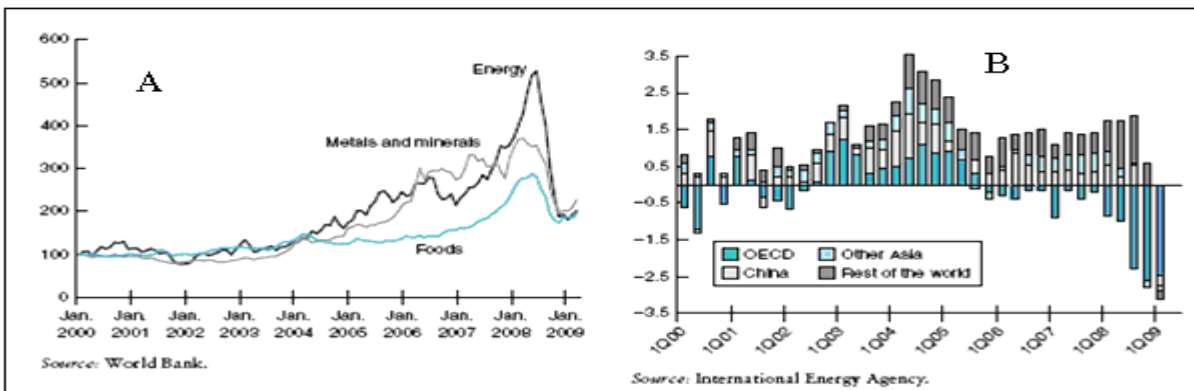 600
500
400
300
200
100
0
A
Energy
Metals and minerals
Foods
Jan. Jan. Jan. Jan. Jan. Jan. Jan. Jan. Jan. Jan.
2000 2001 2002 2003 2004 2005 2006 2007 2008 2009
Source: World Bank.
3.5
2.5
1.5
0.5
−0.5
−1.5
−2.5
−3.5
B
OECD Other Asia
China Rest of the world
1Q00 1Q01 1Q02 1Q03 1Q04 1Q05 1Q06 1Q07 1Q08 1Q09
Source: International Energy Agency.